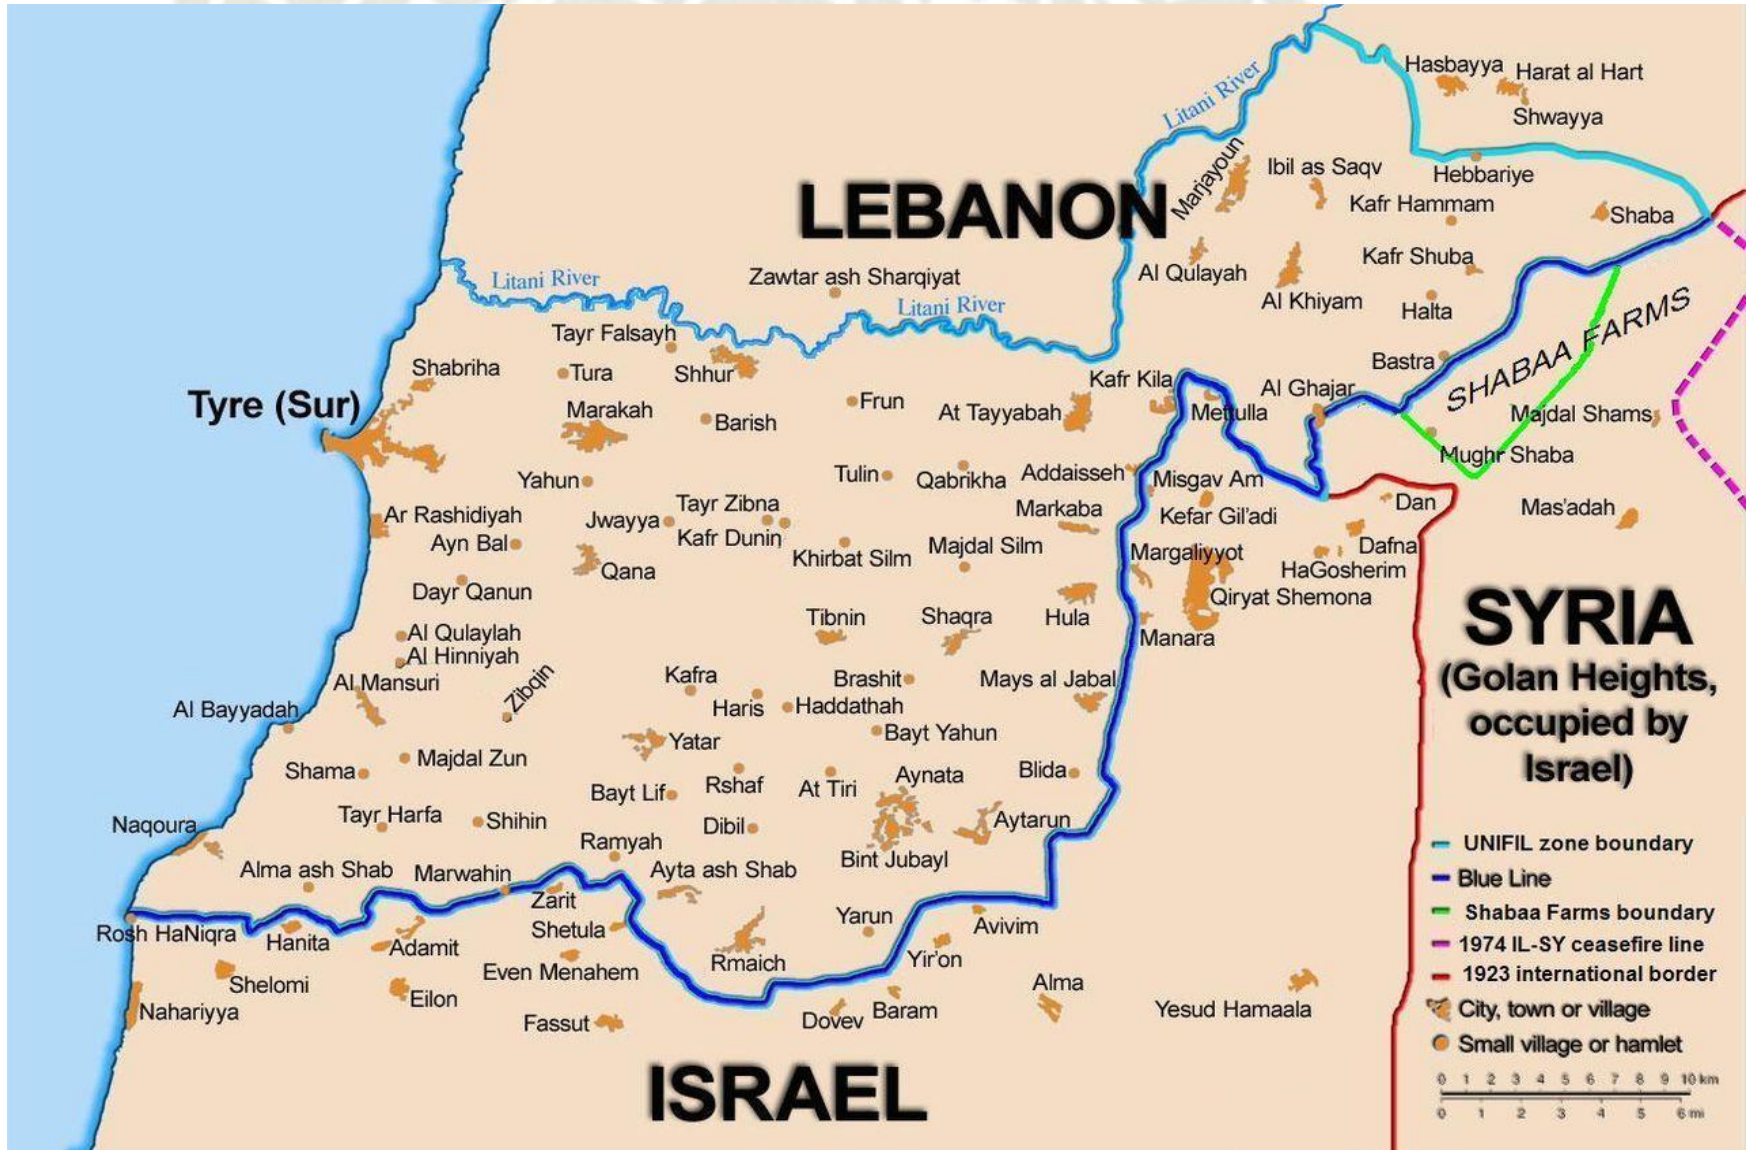 Hasbayya
Harat al Hart
Shwayya
Litani River
Ibil as Saqv
Hebbariye
Marjayoun
Kafr Hammam
LEBANON
Shaba
Kafr Shuba
Al Qulayah
Zawtar ash Sharqiyat
Litani River
Al Khiyam
Litani River
Halta
Tayr Falsayh
SHABAA FARMS
Bastra
Shabriha
Tura
Shhur
Kafr Kila
Al Ghajar
Tyre (Sur)
Marakah
Barish
Frun
At Tayyabah
Mettulla
Majdal Shams
Mughr Shaba
Yahun
Tulin
Qabrikha
Addaisseh
Misgav Am
Dan
Tayr Zibna
Markaba
Kefar Gil'adi
Mas'adah
Ar Rashidiyah
Jwayya
Ayn Bal
Kafr Dunin
Khirbat Silm
Majdal Silm
Margaliyyot
Dafna
Qana
HaGosherim
Dayr Qanun
Qiryat Shemona
Tibnin
Shaqra
Hula
SYRIA
(Golan Heights,
occupied by
Israel)
Al Qulaylah
Manara
Al Hinniyah
Al Mansuri
Zibqin
Kafra
Brashit
Mays al Jabal
Al Bayyadah
Haris
Haddathah
Yatar
Bayt Yahun
Majdal Zun
Shama
Rshaf
At Tiri
Aynata
Blida
Bayt Lif
Naqoura
Tayr Harfa
Shihin
Dibil
Aytarun
Ramyah
Bint Jubayl
Alma ash Shab
Marwahin
Ayta ash Shab
Zarit
Yarun
Rosh HaNiqra
Hanita
Adamit
Shetula
Avivim
Rmaich
Yir'on
Even Menahem
Shelomi
Eilon
Alma
Nahariyya
Fassut
Dovev
Baram
Yesud Hamaala
ISRAEL
UNIFIL zone boundary
Blue Line
Shabaa Farms boundary
1974 IL-SY ceasefire line
1923 international border
City, town or village
Small village or hamlet
0 1 2 3 4 5 6 7 8 9 10 km
0 1 2 3 4 5 6 mi